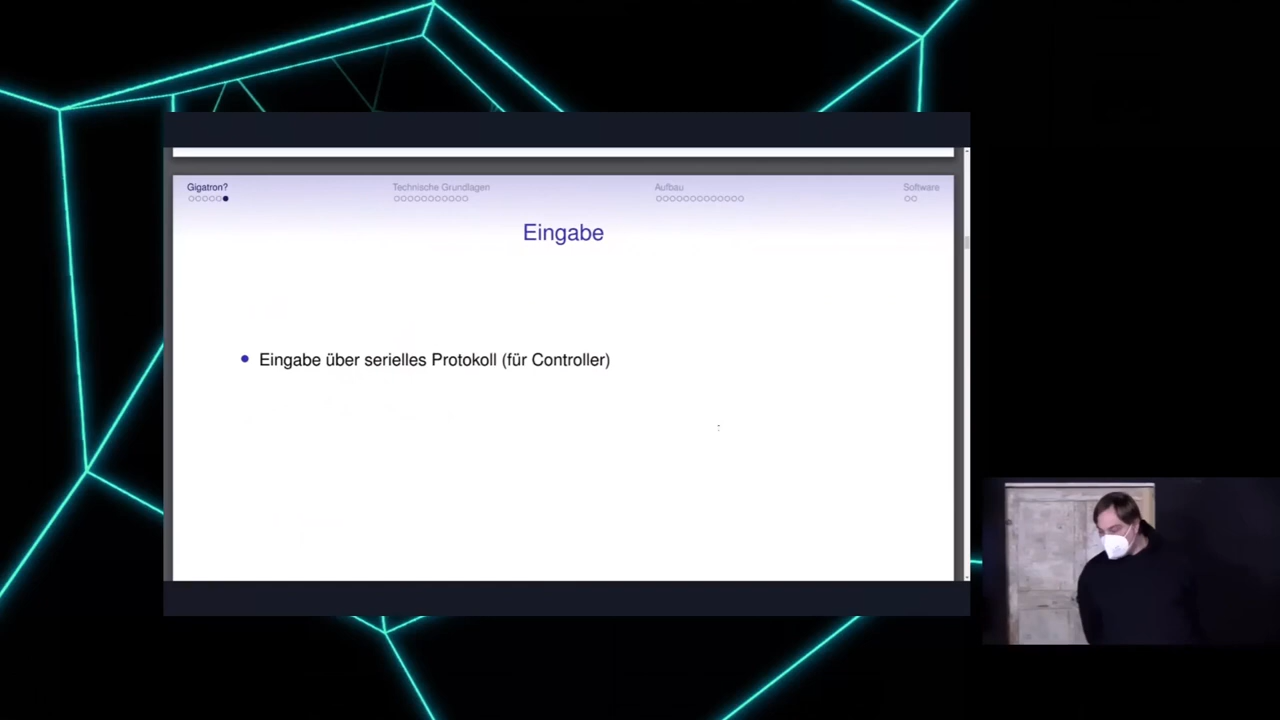 Gigatron?
Technische Grundlagen
Aufbau
Software
Eingabe
Eingabe über serielles Protokoll (für Controller)